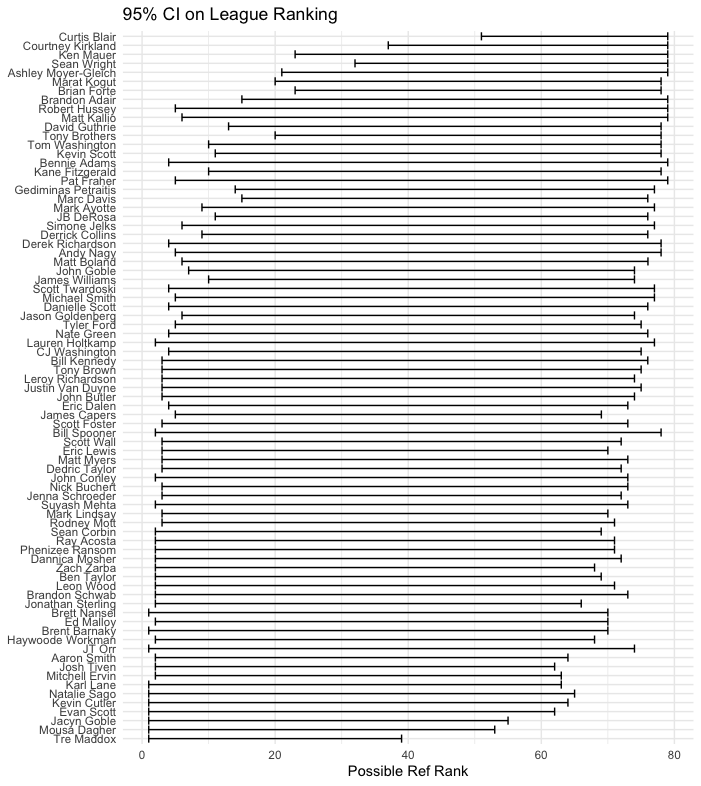 95% CI on League Ranking
Curtis Blair
Courtney Kirkland
Ken Mauer
Sean Wright
Ashley Moyer-Gleich
Marat Kogut
Brian Forte
Brandon Adair
Robert Hussey
Matt Kallio
David Guthrie
Tony Brothers
Tom Washington
Kevin Scott
Bennie Adams
Kane Fitzgerald
Pat Fraher
Gediminas Petraitis
Marc Davis
Mark Ayotte
JB DeRosa
Simone Jelks
Derrick Collins
Derek Richardson
Andy Nagy
Matt Boland
John Goble
James Williams
Scott Twardoski
Michael Smith
Danielle Scott
Jason Goldenberg
Tyler Ford
Nate Green
Lauren Holtkamp
CJ Washington
Bill Kennedy
Tony Brown
Leroy Richardson
Justin Van Duyne
John Butler
Eric Dalen
James Capers
Scott Foster
Bill Spooner
Scott Wall
Eric Lewis
Matt Myers
Dedric Taylor
John Conley
Nick Buchert
Jenna Schroeder
Suyash Mehta
Mark Lindsay
Rodney Mott
Sean Corbin
Ray Acosta
Phenizee Ransom
Dannica Mosher
Zach Zarba
Ben Taylor
Leon Wood
Brandon Schwab
Jonathan Sterling
Brett Nansel
Ed Malloy
Brent Barnaky
Haywoode Workman
JT Orr
Aaron Smith
Josh Tiven
Mitchell Ervin
Karl Lane
Natalie Sago
Kevin Cutler
Evan Scott
Jacyn Goble
Mousa Dagher
Tre Maddox
0 20 40 60 80
Possible Ref Rank